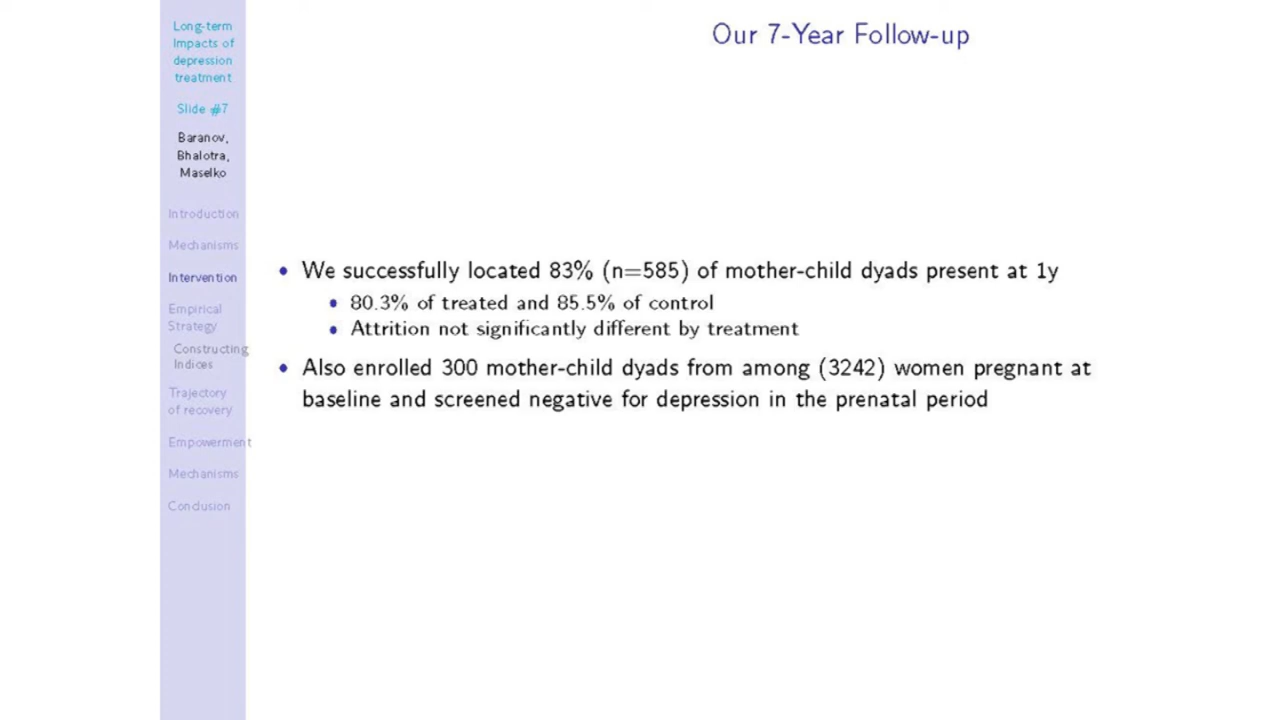 Long-term
Impacts of
depression
treatment
Slide #7
Baranov,
Bhalotra,
Maselko
Introduction
Mechanisms
Intervention
Empirical
Strategy
Constructing
Indices
Trajectory
of recovery
Empowerment
Mechanisms
Conclusion
Our 7-Year Follow-up
• We successfully located 83% (n=585) of mother-child dyads present at 1y
• 80.3% of treated and 85.5% of control
• Attrition not significantly different by treatment
• Also enrolled 300 mother-child dyads from among (3242) women pregnant at
baseline and screened negative for depression in the prenatal period